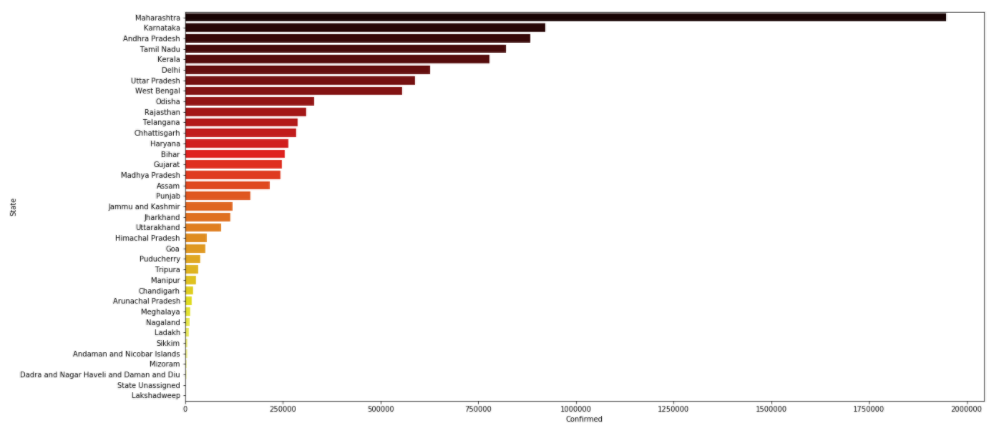 Maharashtra
Karnataka
Andhra Pradesh
Tamil Nadu
Kerala
Delhi
Uttar Pradesh
West Bengal
Odisha
Rajasthan
Telangana
Chhattisgarh
Haryana
Bihar
Gujarat
Madhya Pradesh
Assam
Punjab
Jammu and Kashmir
Jharkhand
Uttarakhand
Himachal Pradesh
Goa
Puducherry
Tripura
Manipur
Chandigarh
Arunachal Pradesh
Meghalaya
Nagaland
Ladakh
Sikkim
Andaman and Nicobar Islands
Mizoram
Dadra and Nagar Haveli and Daman and Diu
State Unassigned
Lakshadweep
State
0 250000 500000 750000 1000000 1250000 1500000 1750000 2000000
Confirmed